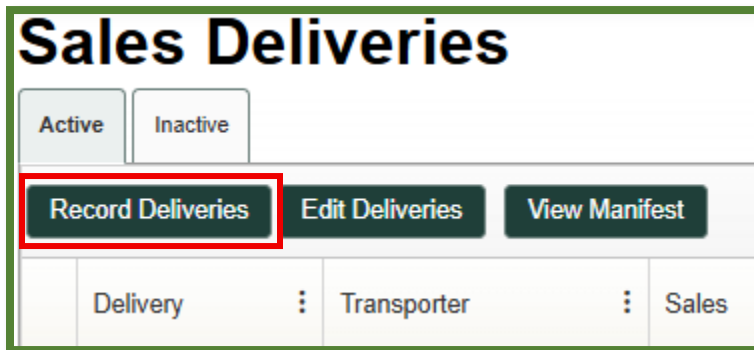 Sales Deliveries
Active Inactive
Record Deliveries Edit Deliveries View Manifest
Delivery Transporter Sales